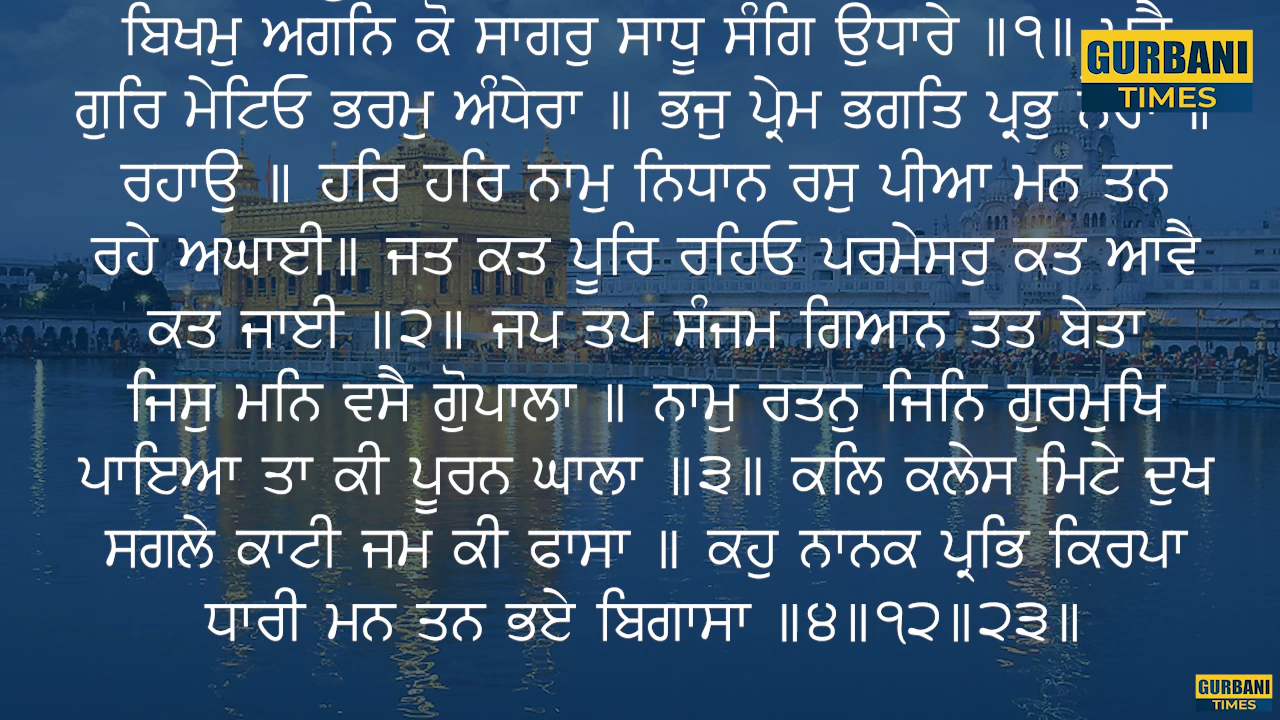 ਬਿਖਮੁ ਅਗਨਿ ਕੋ ਸਾਗਰੁ ਸਾਧੂ ਸੰਗਿ ਉਧਾਰੇ ॥੧॥
ਗੁਰਿ ਮੇਟਿਓ ਭਰਮ ਅੰਧੇਰਾ ॥ ਭਜੁ ਪ੍ਰੇਮ ਭਗਤਿ ਪ੍ਰਭੁ ॥
ਰਹਾਉ ॥ ਹਰਿ ਹਰਿ ਨਾਮੁ ਨਿਧਾਨ ਰਸੁ ਪੀਆ ਮਨ ਤਨ
ਰਹੇ ਅਘਾਈ॥ ਜਤ ਕਤ ਪੂਰਿ ਰਹਿਓ ਪਰਮੇਸਰੁ ਕਤ ਆਵੈ
ਕਤ ਜਾਈ ॥੨॥ ਜਪ ਤਪ ਸੰਜਮ ਗਿਆਨ ਤਤ ਬੇਤਾ
ਜਿਸੁ ਮਨਿ ਵਸੈ ਗੁੋਪਾਲਾ ॥ ਨਾਮੁ ਰਤਨੁ ਜਿਨਿ ਗੁਰਮੁਖਿ
ਪਾਇਆ ਤਾ ਕੀ ਪੂਰਨ ਘਾਲਾ ॥੩॥ ਕਲਿ ਕਲੇਸ ਮਿਟੇ ਦੁਖ
ਸਗਲੇ ਕਾਟੀ ਜਮ ਕੀ ਫਾਸਾ ॥ ਕਹੁ ਨਾਨਕ ਪ੍ਰਭਿ ਕਿਰਪਾ
ਧਾਰੀ ਮਨ ਤਨ ਭਏ ਬਿਗਾਸਾ ॥੪॥੧੨॥੨੩॥
GURBANI
TIMES
GURBANI
TIMES